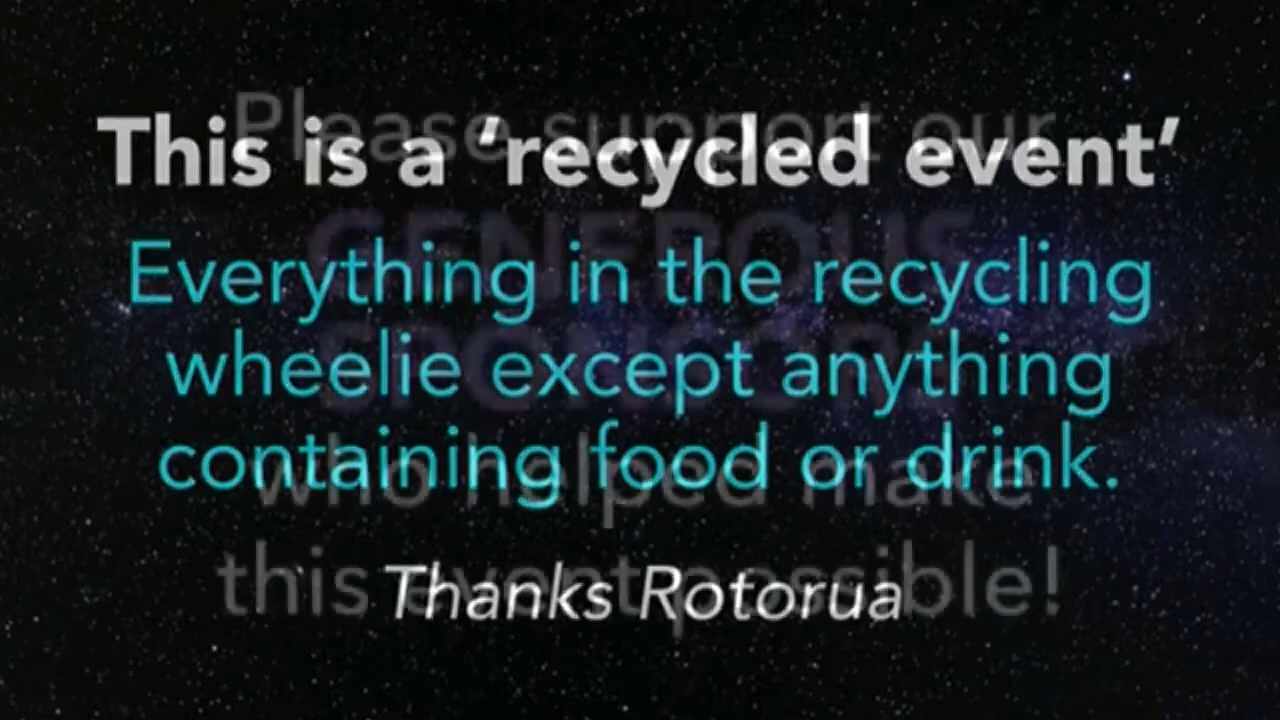 This is a ‘recycled event’
Everything in the recycling
wheelie except anything
containing food or drink.
Thanks Rotorua
Please support our
GENEROUS
SPONSORS
who helped make
this event possible!